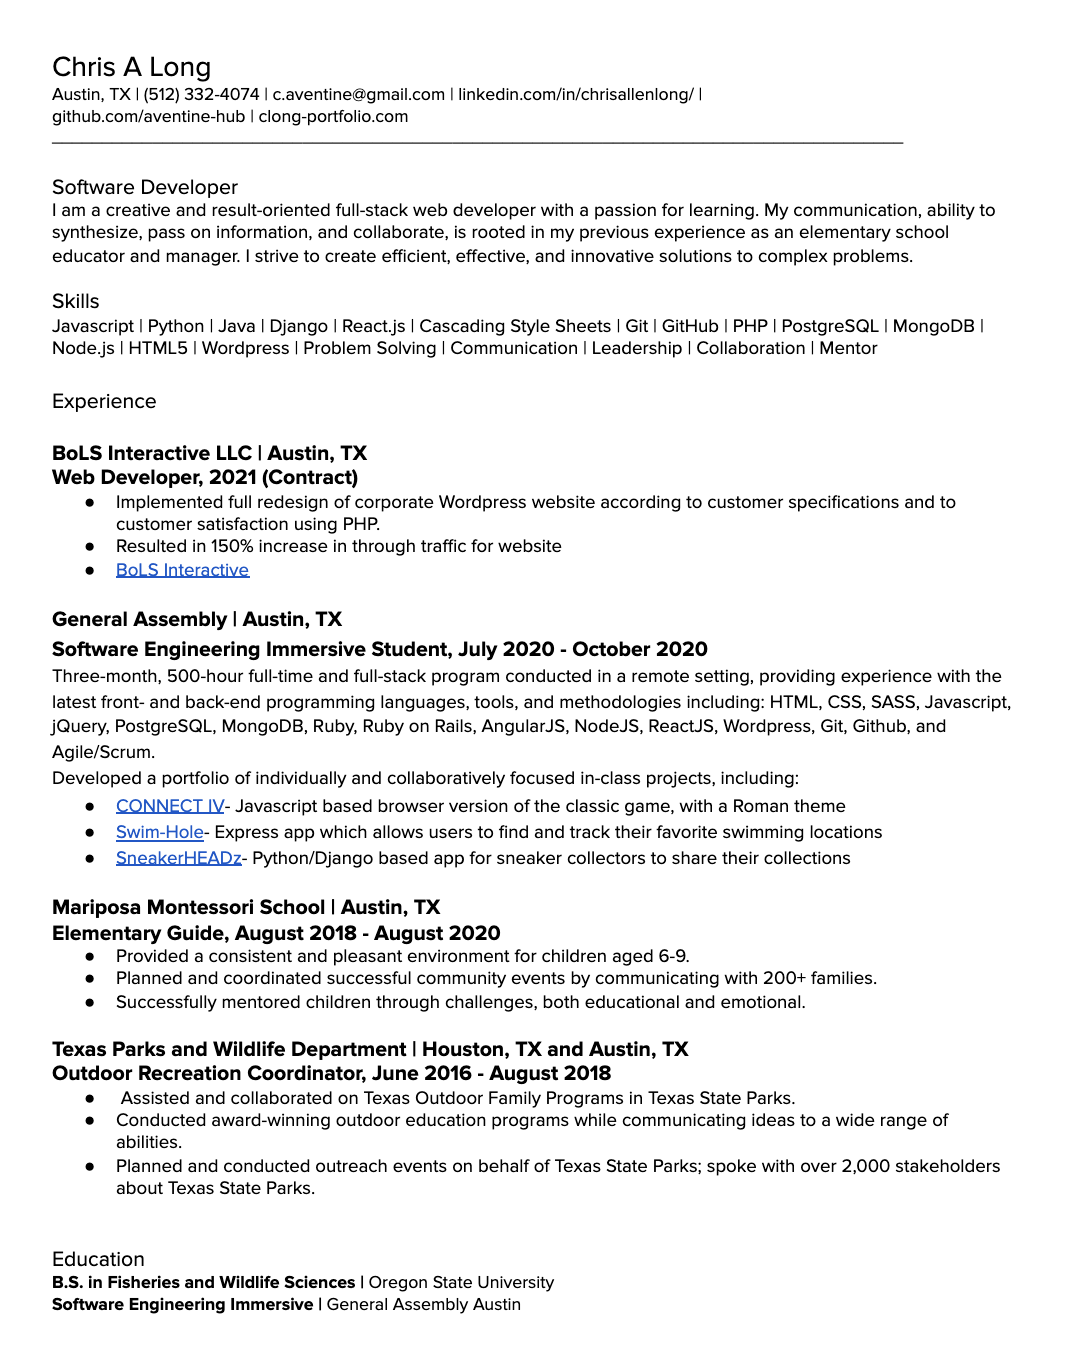 Chris A Long
Austin, TX | (512) 332-4074 | c.aventine@gmail.com | linkedin.com/in/chrisallenlong/ |
github.com/aventine-hub | clong-portfolio.com
Software Developer
I am a creative and result-oriented full-stack web developer with a passion for learning. My communication, ability to
synthesize, pass on information, and collaborate, is rooted in my previous experience as an elementary school
educator and manager. I strive to create efficient, effective, and innovative solutions to complex problems.
Skills
Javascript | Python | Java | Django | React.js | Cascading Style Sheets | Git | GitHub | PHP | PostgreSQL | MongoDB |
Node.js | HTML5 | Wordpress | Problem Solving | Communication | Leadership | Collaboration | Mentor
Experience
BoLS Interactive LLC | Austin, TX
Web Developer, 2021 (Contract)
● Implemented full redesign of corporate Wordpress website according to customer specifications and to
customer satisfaction using PHP.
● Resulted in 150% increase in through traffic for website
● BoLS Interactive
General Assembly | Austin, TX
Software Engineering Immersive Student, July 2020 - October 2020
Three-month, 500-hour full-time and full-stack program conducted in a remote setting, providing experience with the
latest front- and back-end programming languages, tools, and methodologies including: HTML, CSS, SASS, Javascript,
jQuery, PostgreSQL, MongoDB, Ruby, Ruby on Rails, AngularJS, NodeJS, ReactJS, Wordpress, Git, Github, and
Agile/Scrum.
Developed a portfolio of individually and collaboratively focused in-class projects, including:
● CONNECT IV- Javascript based browser version of the classic game, with a Roman theme
● Swim-Hole- Express app which allows users to find and track their favorite swimming locations
● SneakerHEADz- Python/Django based app for sneaker collectors to share their collections
Mariposa Montessori School | Austin, TX
Elementary Guide, August 2018 - August 2020
● Provided a consistent and pleasant environment for children aged 6-9.
● Planned and coordinated successful community events by communicating with 200+ families.
● Successfully mentored children through challenges, both educational and emotional.
Texas Parks and Wildlife Department | Houston, TX and Austin, TX
Outdoor Recreation Coordinator, June 2016 - August 2018
● Assisted and collaborated on Texas Outdoor Family Programs in Texas State Parks.
● Conducted award-winning outdoor education programs while communicating ideas to a wide range of
abilities.
● Planned and conducted outreach events on behalf of Texas State Parks; spoke with over 2,000 stakeholders
about Texas State Parks.
Education
B.S. in Fisheries and Wildlife Sciences | Oregon State University
Software Engineering Immersive | General Assembly Austin